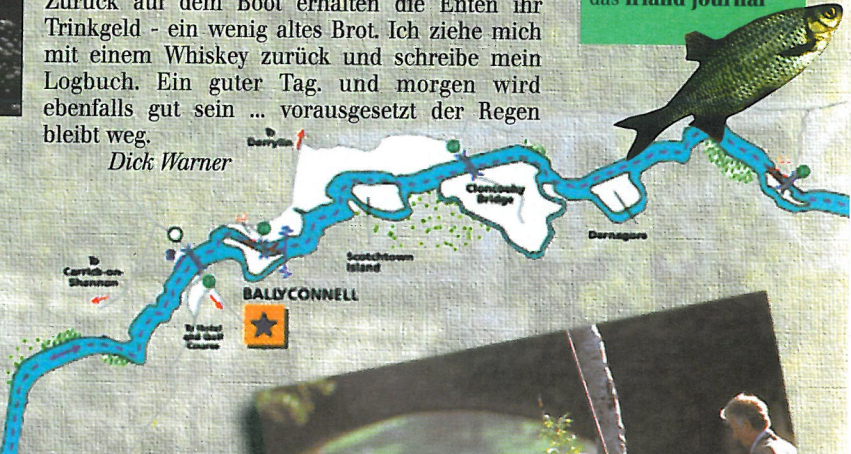 Zurück auf dem Boot erhalten die Enten ihr
Trinkgeld - ein wenig altes Brot. Ich ziehe mich
mit einem Whiskey zurück und schreibe mein
Logbuch. Ein guter Tag. und morgen wird
ebenfalls gut sein ... vorausgesetzt der Regen
bleibt weg.
Dick Warner
das irland journal
To
Derrylin
Cloncoohy
Bridge
Dernagore
Scotchtown
Island
To
Carrick-on-
Shannon
BALLYCONNELL
To Hotel
and Golf
Course